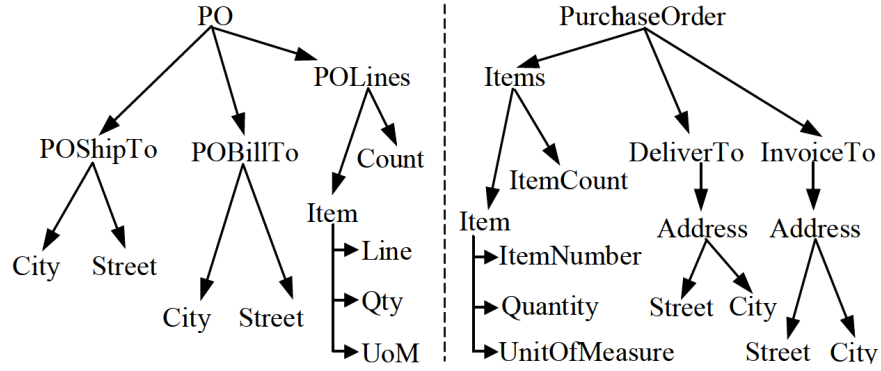 PO
POLines
POShipTo
POBillTo
Count
Item
City
Street
Line
City
Street
Qty
UoM
PurchaseOrder
Items
DeliverTo
InvoiceTo
ItemCount
Item
Address
Address
ItemNumber
Quantity
Street
City
UnitOfMeasure
Street
City